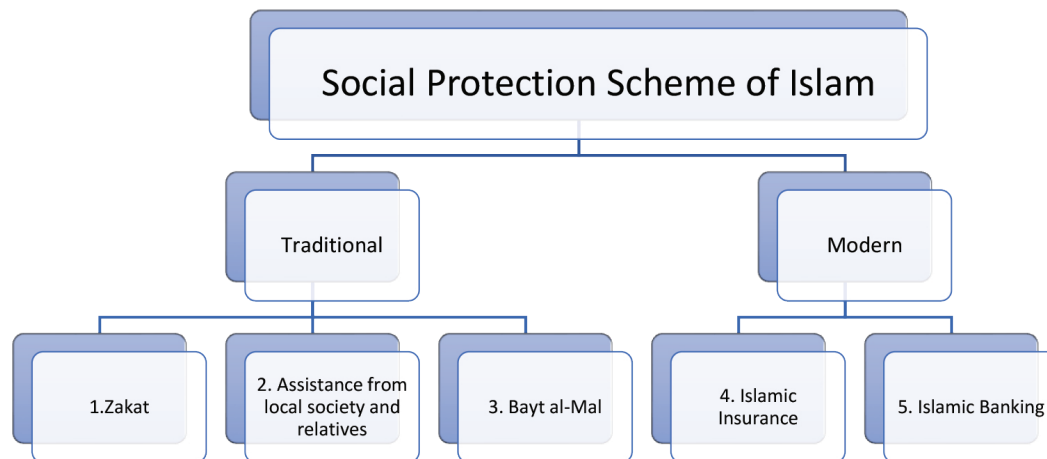 Social Protection Scheme of Islam
Traditional
Modern
1.Zakat
2. Assistance from
local society and
relatives
3. Bayt al-Mal
4. Islamic
Insurance
5. Islamic Banking